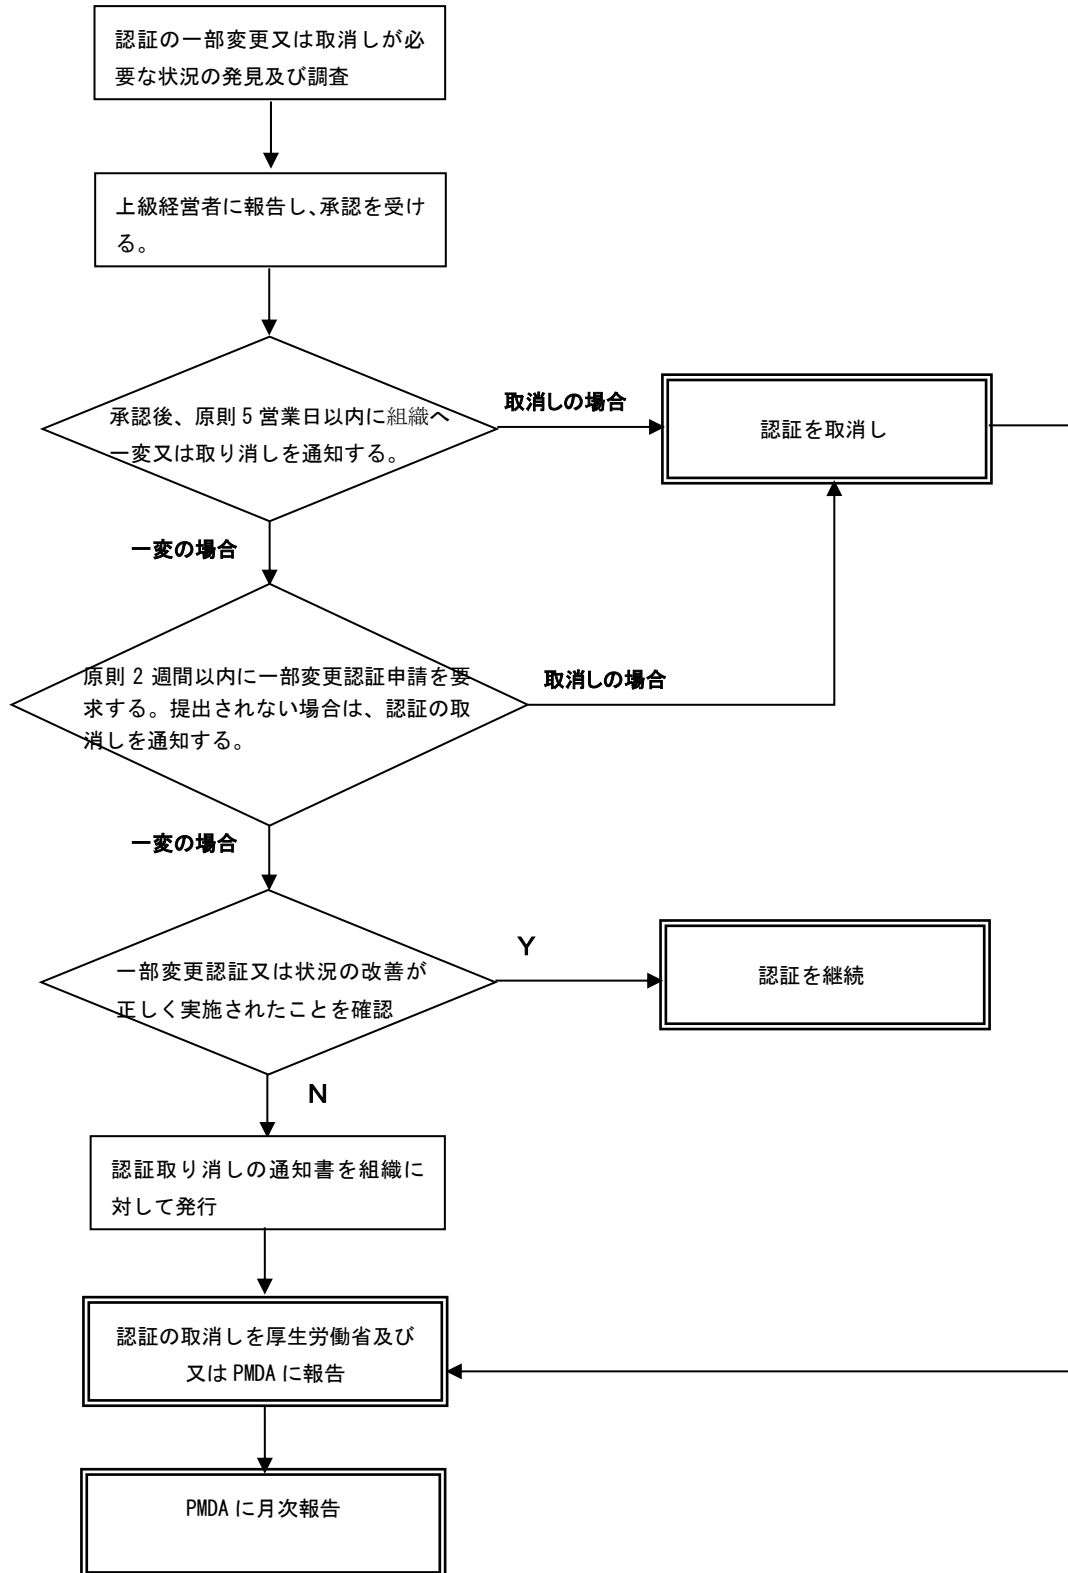 認証の一部変更又は取消しが必
要な状況の発見及び調査
上級経営者に報告し、承認を受け
る。
承認後、原則 5 営業日以内に組織へ
一変又は取り消しを通知する。
取消しの場合
認証を取消し
一変の場合
原則 2 週間以内に一部変更認証申請を要
求する。提出されない場合は、認証の取
消しを通知する。
取消しの場合
一変の場合
一部変更認証又は状況の改善が
正しく実施されたことを確認
Y
認証を継続
N
認証取り消しの通知書を組織に
対して発行
認証の取消しを厚生労働省及び
又は PMDA に報告
PMDA に月次報告